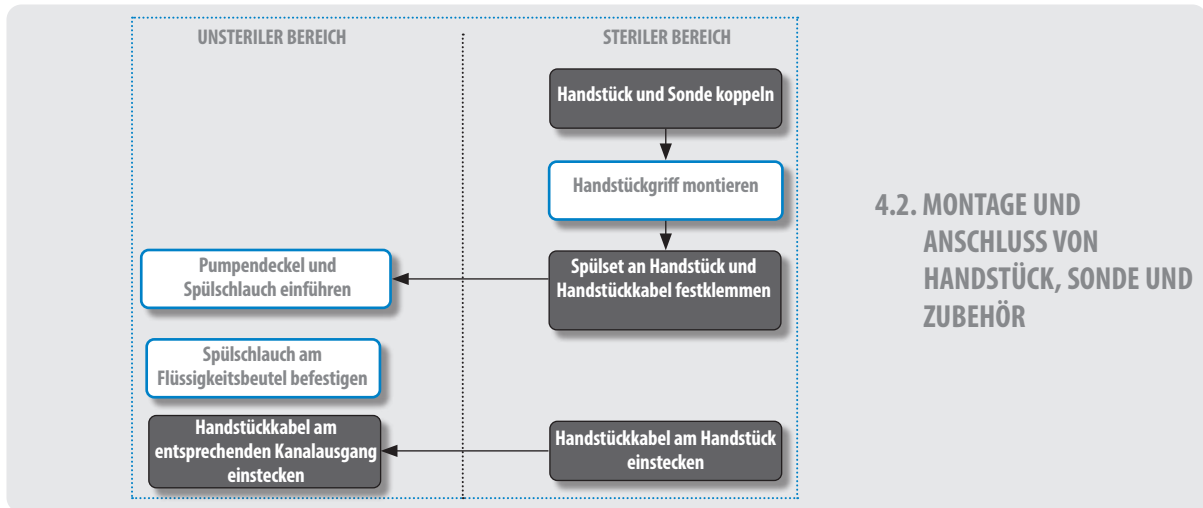 UNSTERILER BEREICH
STERILER BEREICH
Handstück und Sonde koppeln
Handstückgriff montieren
Pumpendeckel und
Spülschlauch einführen
Spülset an Handstück und
Handstückkabel festklemmen
Spülschlauch am
Flüssigkeitsbeutel befestigen
Handstückkabel am
entsprechenden Kanalausgang
einstecken
Handstückkabel am Handstück
einstecken
4.2. MONTAGE UND
ANSCHLUSS VON
HANDSTÜCK, SONDE UND
ZUBEHÖR